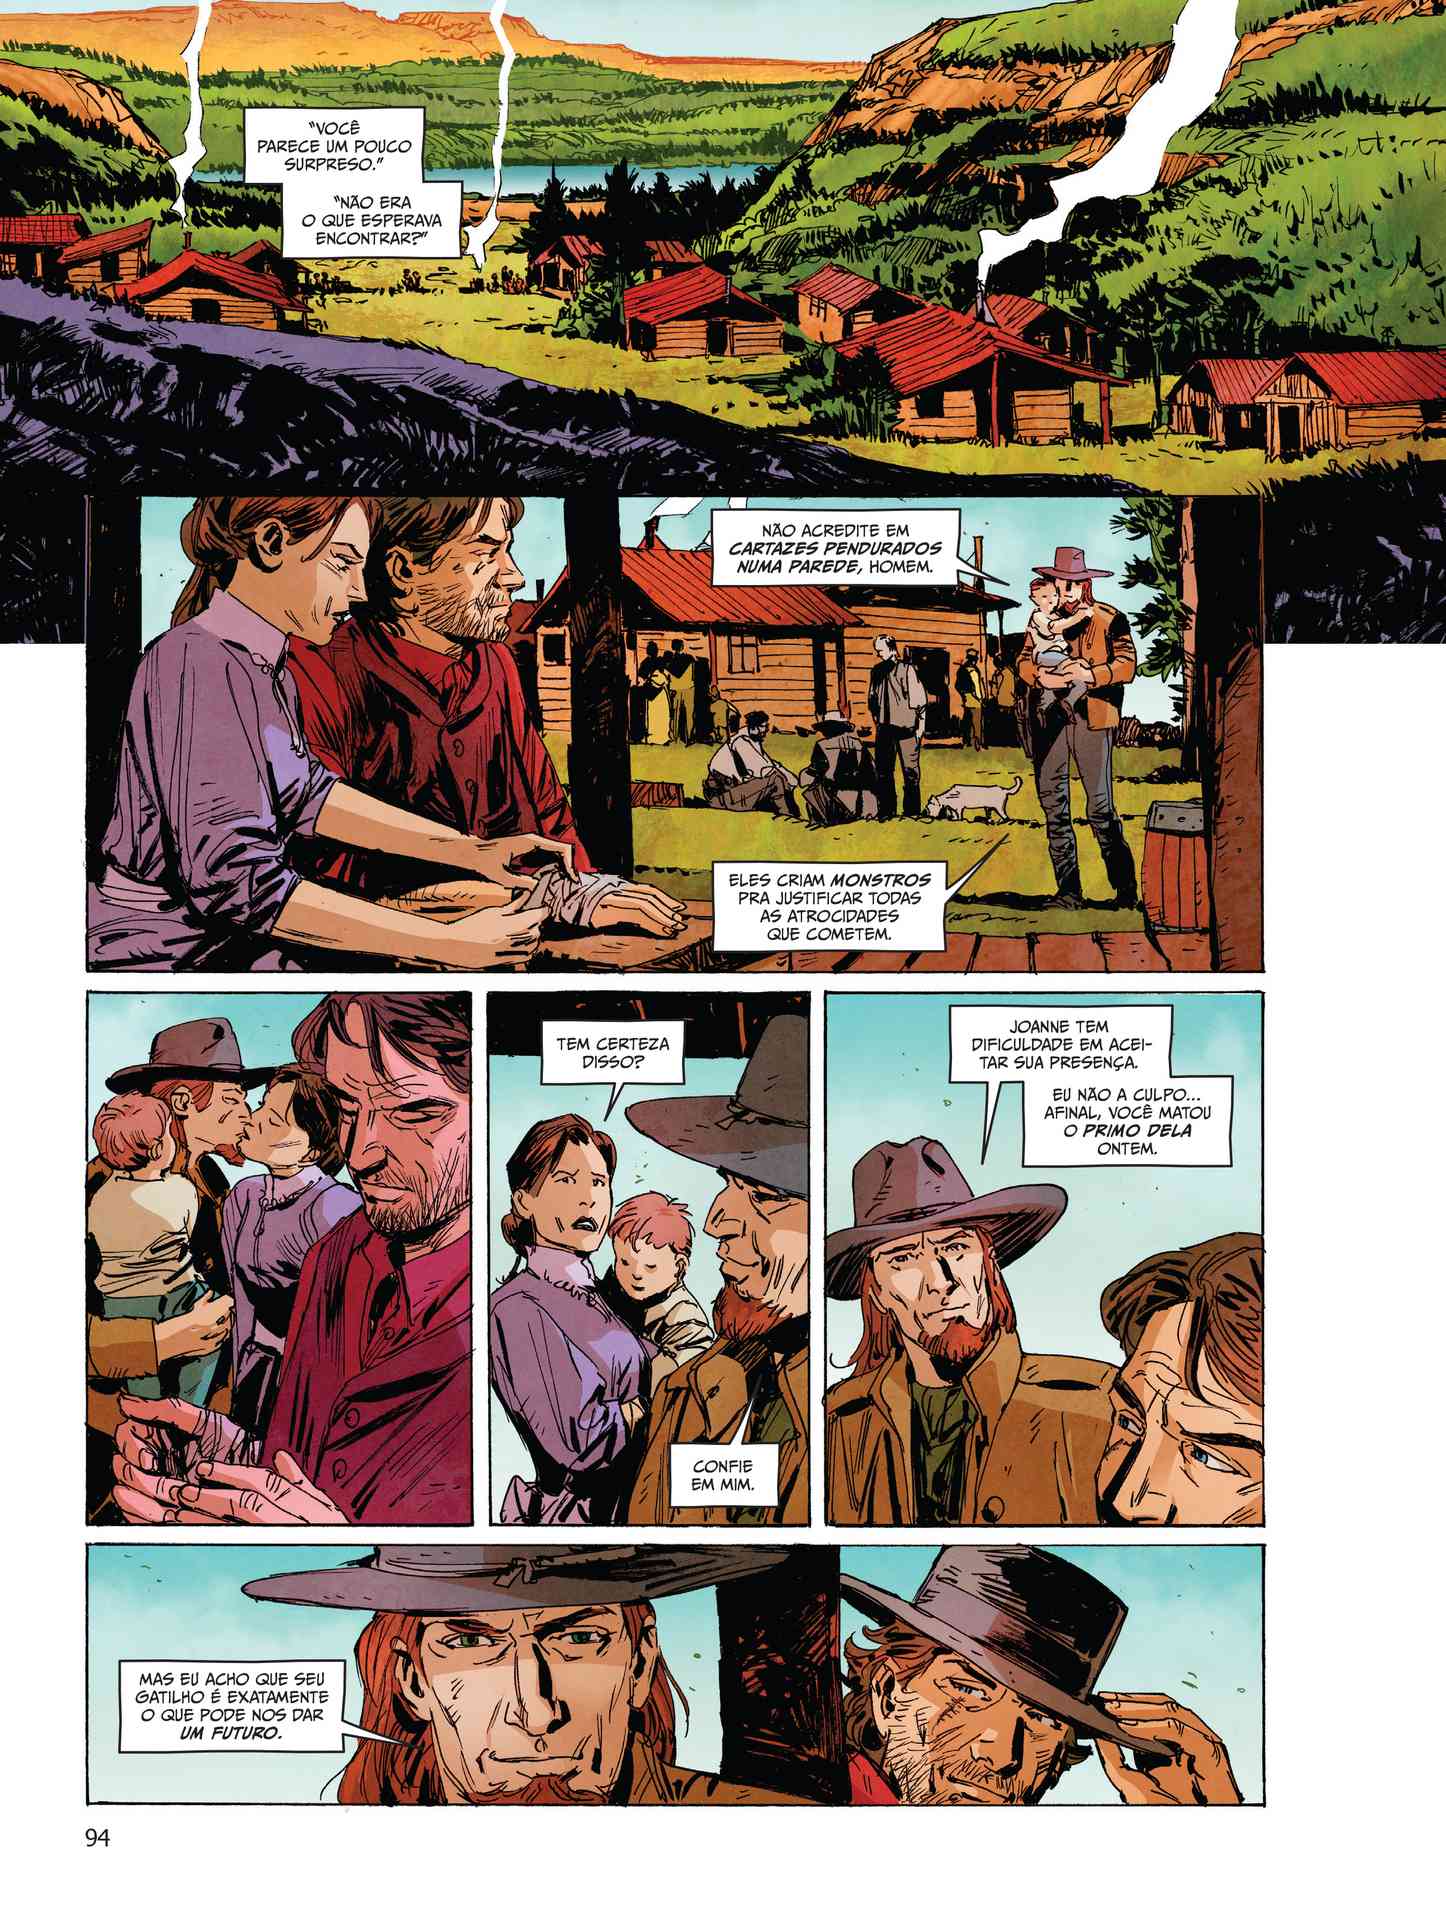 "VOCÊ
PARECE UM POUCO
SURPRESO."
"NÃO ERA
O QUE ESPERAVA
ENCONTRAR?"
NÃO ACREDITE EM
CARTAZES PENDURADOS
NUMA PAREDE, HOMEM.
ELES CRIAM MONSTROS
PRA JUSTIFICAR TODAS
AS ATROCIDADES
QUE COMETEM.
TEM CERTEZA
DISSO?
CONFIE
EM MIM.
JOANNE TEM
DIFICULDADE EM ACEI-
TAR SUA PRESENÇA.
EU NÃO A CULPO...
AFINAL, VOCÊ MATOU
O PRIMO DELA
ONTEM.
MAS EU ACHO QUE SEU
GATILHO É EXATAMENTE
O QUE PODE NOS DAR
UM FUTURO.
94